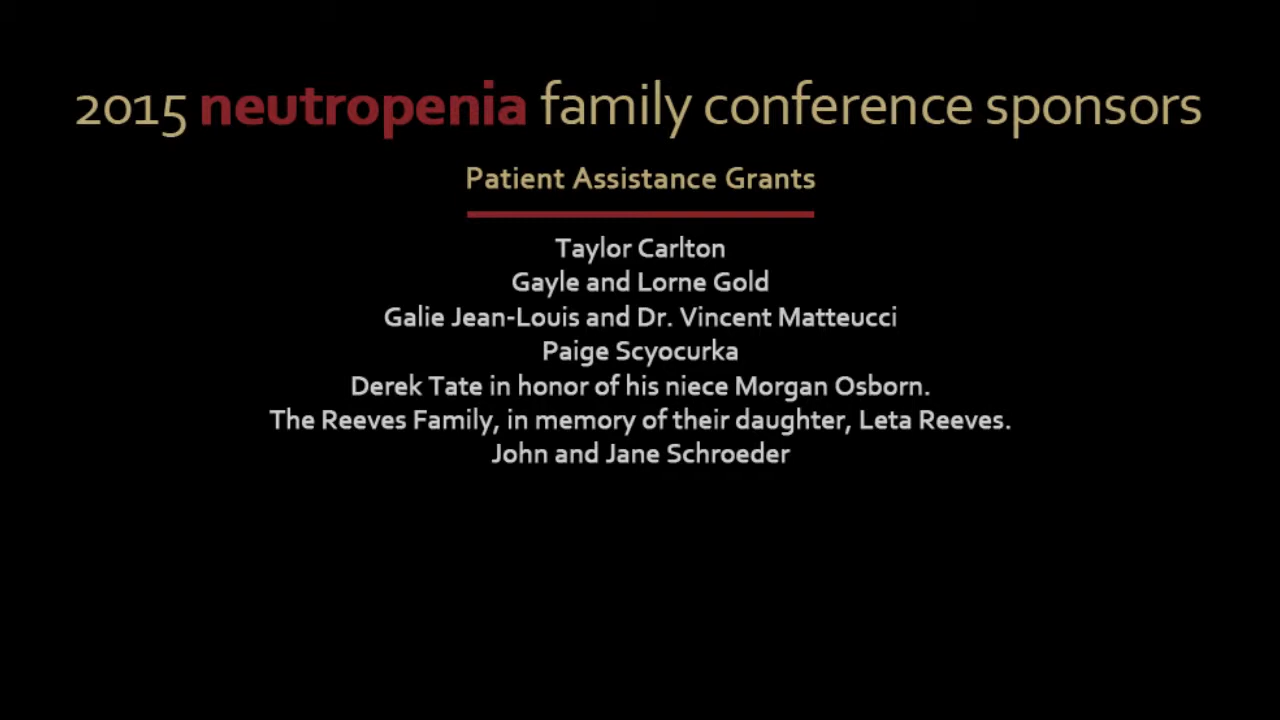 2015 neutropenia family conference sponsors
Patient Assistance Grants
Taylor Carlton
Gayle and Lorne Gold
Galie Jean-Louis and Dr. Vincent Matteucci
Paige Scyocurka
Derek Tate in honor of his niece Morgan Osborn.
The Reeves Family, in memory of their daughter, Leta Reeves.
John and Jane Schroeder